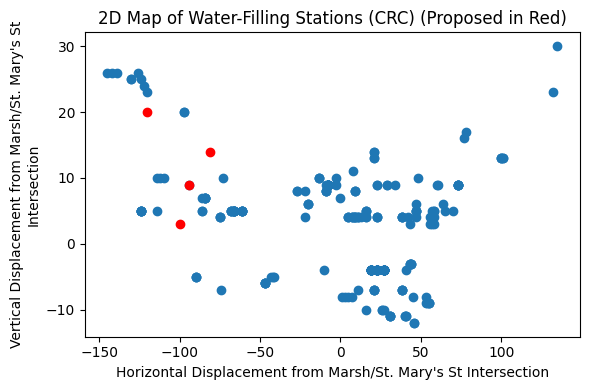 2D Map of Water-Filling Stations (CRC) (Proposed in Red)
Vertical Displacement from Marsh/St. Mary's St
Intersection
30
20
10
0
−10
−150
−100
−50
0
50
100
Horizontal Displacement from Marsh/St. Mary's St Intersection